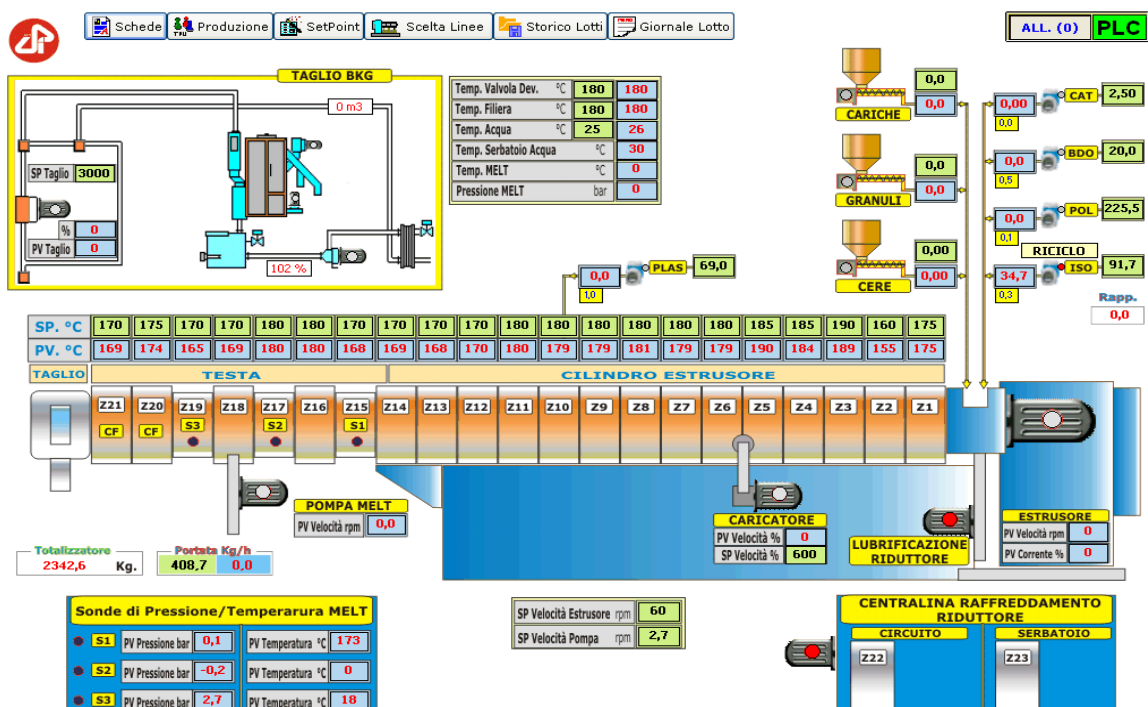 Schede Produzione SetPoint Scelta Linee Storico Lotti Giornale Lotto
ALL. (0) PLC
TAGLIO BKG
0 m3
SP Taglio 3000
% 0
PV Taglio 0
102 %
Temp. Valvola Dev. °C 180 180
Temp. Filiera °C 180 180
Temp. Acqua °C 25 26
Temp. Serbatoio Acqua °C 30
Temp. MELT °C 0
Pressione MELT bar 0
0,0 PLAS 69,0
1,0
0,0
0,0
CARICHE
0,0
0,0
GRANULI
0,00
0,00
CERE
0,00 CAT 2,50
0,0
0,0 BDO 20,0
0,5
0,0 POL 225,5
0,1
RICICLO
34,7 ISO 91,7
0,3
Rapp.
0,0
SP. °C 170 175 170 170 180 180 170 170 170 170 180 180 180 180 180 180 185 185 190 160 175
PV. °C 169 174 165 169 180 180 168 169 168 170 180 179 179 181 179 179 190 184 189 155 175
TAGLIO TESTA CILINDRO ESTRUSORE
Z21 Z20 Z19 Z18 Z17 Z16 Z15 Z14 Z13 Z12 Z11 Z10 Z9 Z8 Z7 Z6 Z5 Z4 Z3 Z2 Z1
CF CF S3 S2 S1
POMPA MELT
PV Velocità rpm 0,0
CARICATORE
PV Velocità % 0
SP Velocità % 600
LUBRIFICAZIONE
RIDUTTORE
ESTRUSORE
PV Velocità rpm 0
PV Corrente % 0
Totalizzatore
2342,6 Kg.
Portata Kg/h
408,7 0,0
Sonde di Pressione/Temperarura MELT
S1 PV Pressione bar 0,1 PV Temperatura °C 173
S2 PV Pressione bar -0,2 PV Temperatura °C 0
S3 PV Pressione bar 2,7 PV Temperatura °C 18
SP Velocità Estrusore rpm 60
SP Velocità Pompa rpm 2,7
CENTRALINA RAFFREDDAMENTO
RIDUTTORE
CIRCUITO SERBATOIO
Z22 Z23